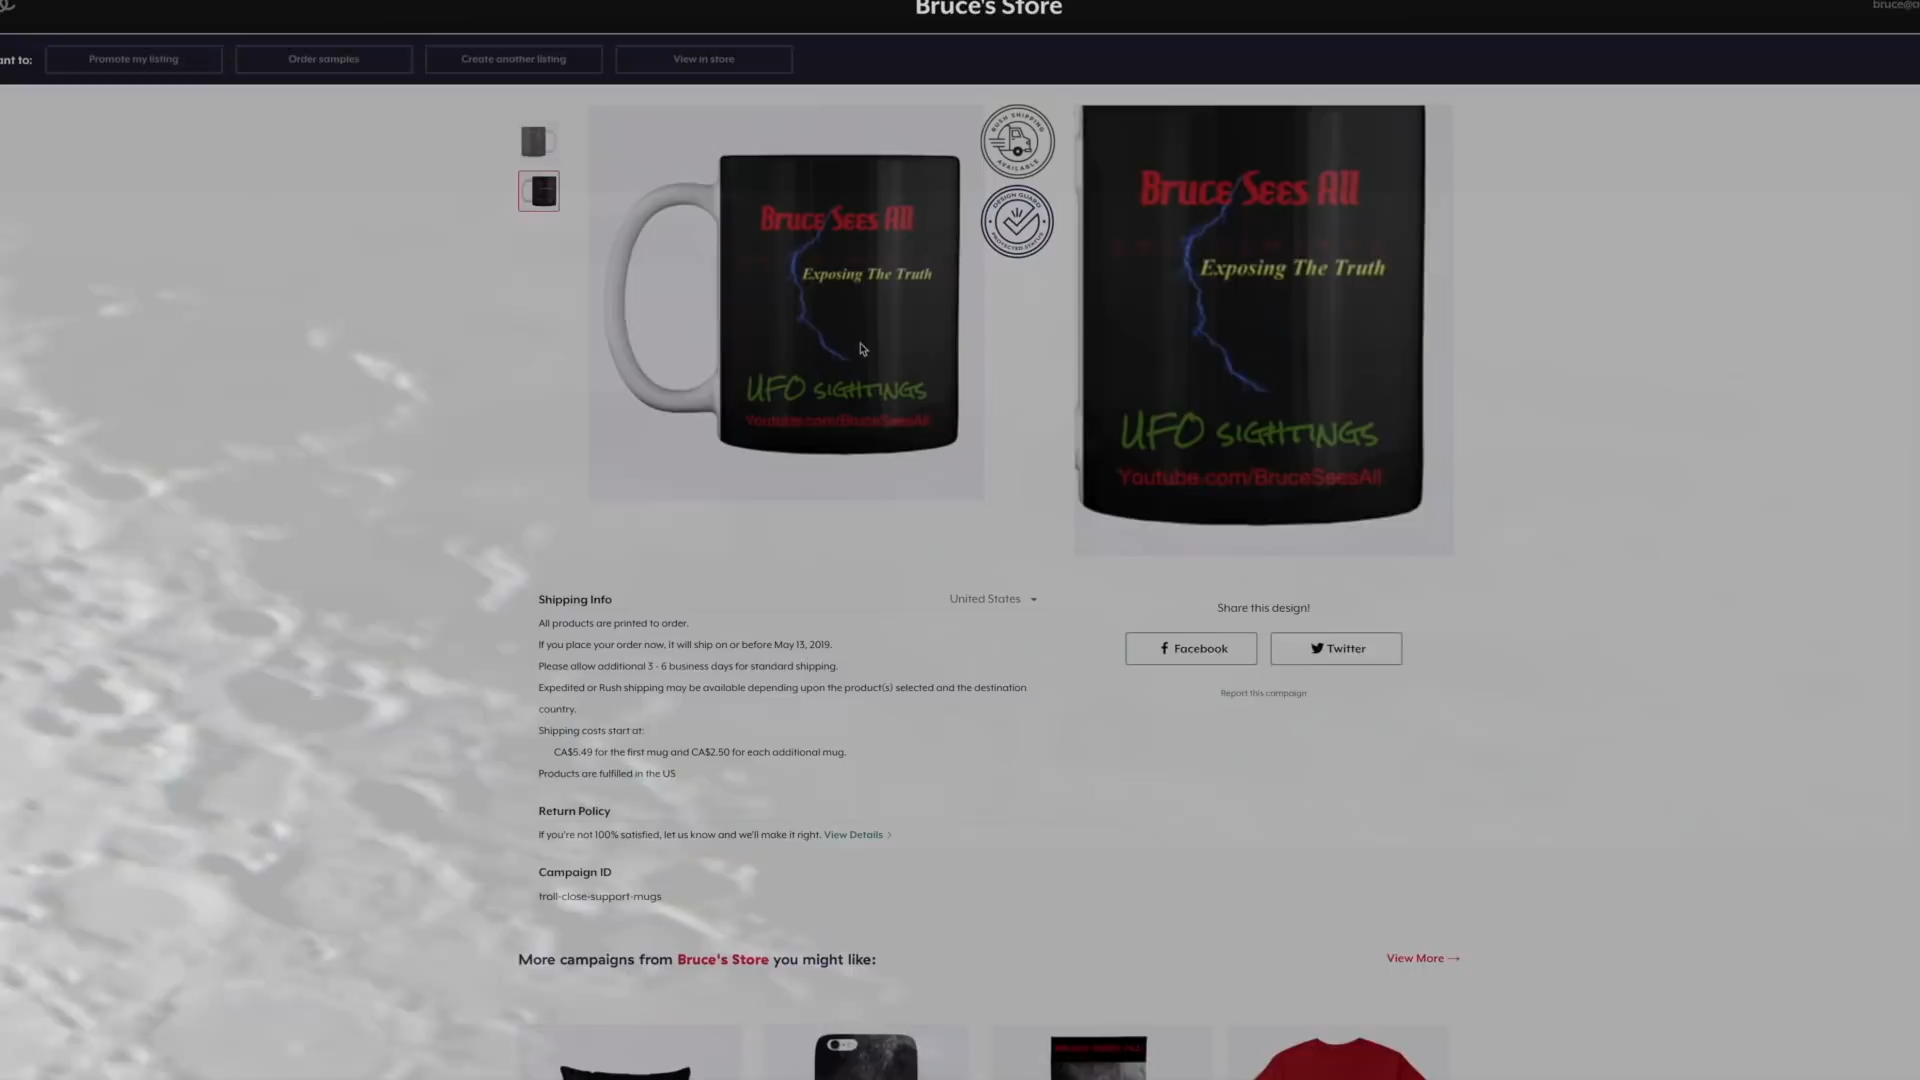 Bruce's Store
bruce@
ant to:
Promote my listing
Order samples
Create another listing
View in store
Bruce Sees All
Exposing The Truth
UFO SIGHTINGS
Youtube.com/BruceSeesAll
RUSH SHIPPING
AVAILABLE
DESIGN GUARD
PROTECTED STATUS
Bruce Sees All
Exposing The Truth
UFO SIGHTINGS
Youtube.com/BruceSeesAll
Shipping Info
United States
All products are printed to order.
If you place your order now, it will ship on or before May 13, 2019.
Please allow additional 3 - 6 business days for standard shipping.
Expedited or Rush shipping may be available depending upon the product(s) selected and the destination
country.
Shipping costs start at:
CA$5.49 for the first mug and CA$2.50 for each additional mug.
Products are fulfilled in the US
Share this design!
Facebook
Twitter
Report this campaign
Return Policy
If you're not 100% satisfied, let us know and we'll make it right. View Details >
Campaign ID
troll-close-support-mugs
More campaigns from Bruce's Store you might like:
View More →